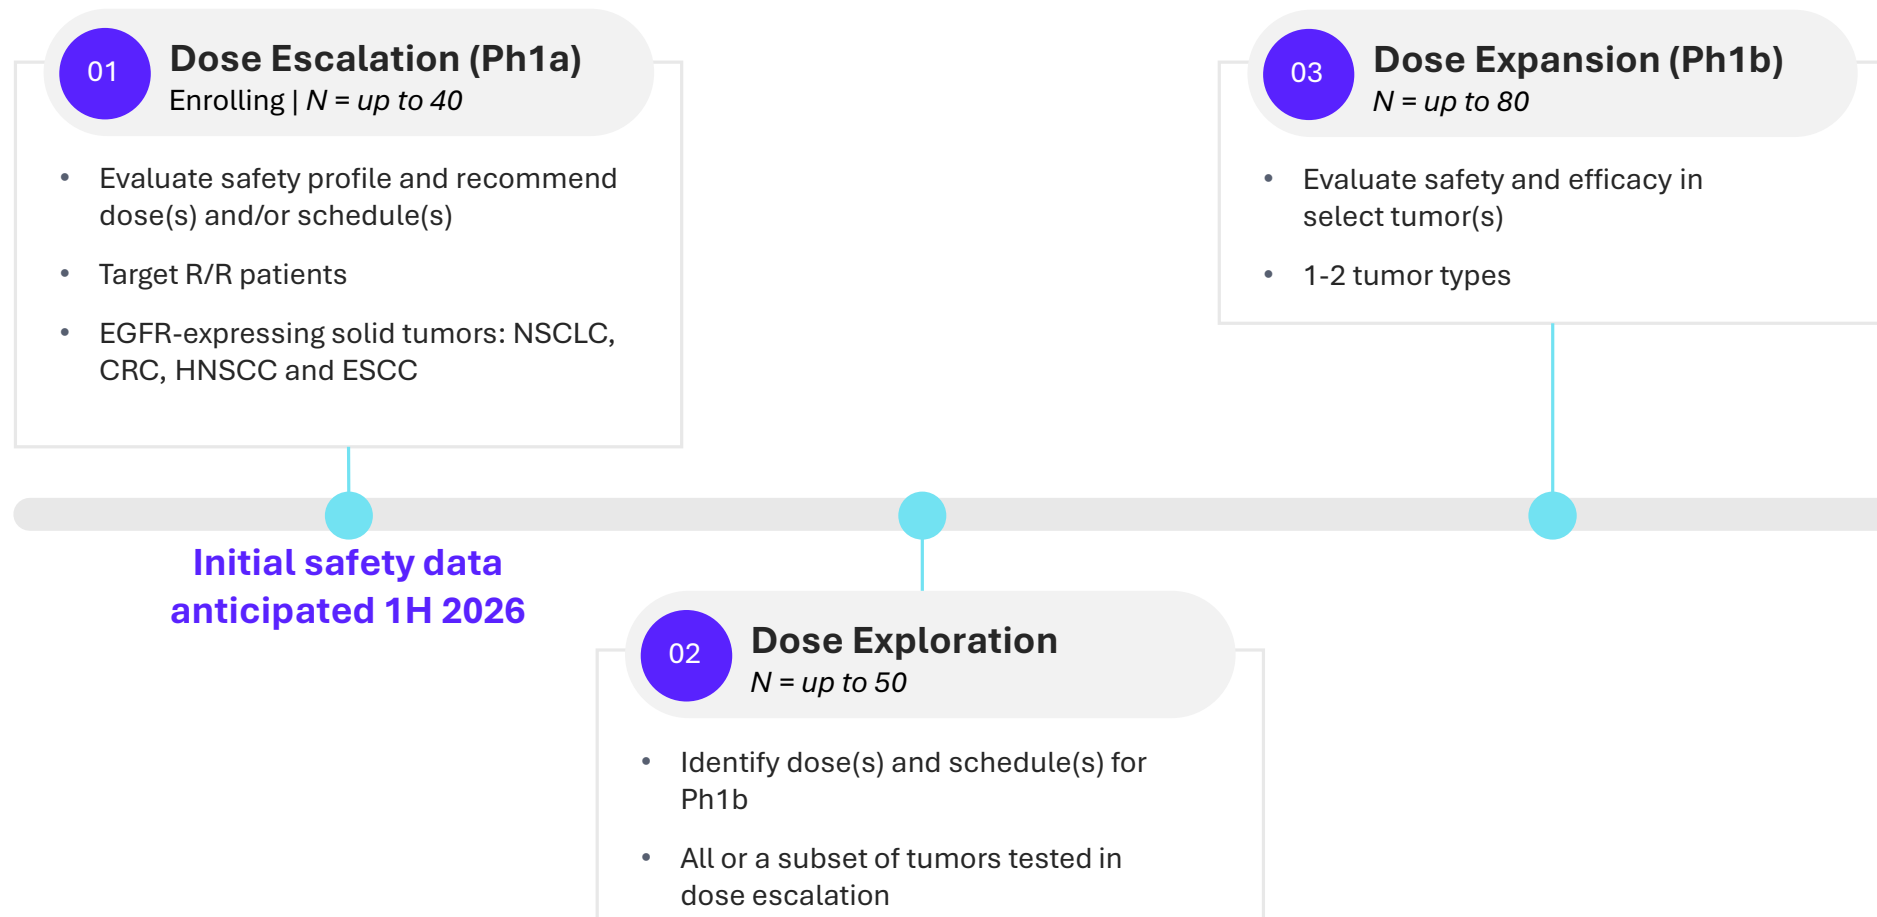 01
Dose Escalation (Ph1a)
Enrolling | N = up to 40
• Evaluate safety profile and recommend
dose(s) and/or schedule(s)
• Target R/R patients
• EGFR-expressing solid tumors: NSCLC,
CRC, HNSCC and ESCC
Initial safety data
anticipated 1H 2026
02
Dose Exploration
N = up to 50
• Identify dose(s) and schedule(s) for
Ph1b
• All or a subset of tumors tested in
dose escalation
03
Dose Expansion (Ph1b)
N = up to 80
• Evaluate safety and efficacy in
select tumor(s)
• 1-2 tumor types